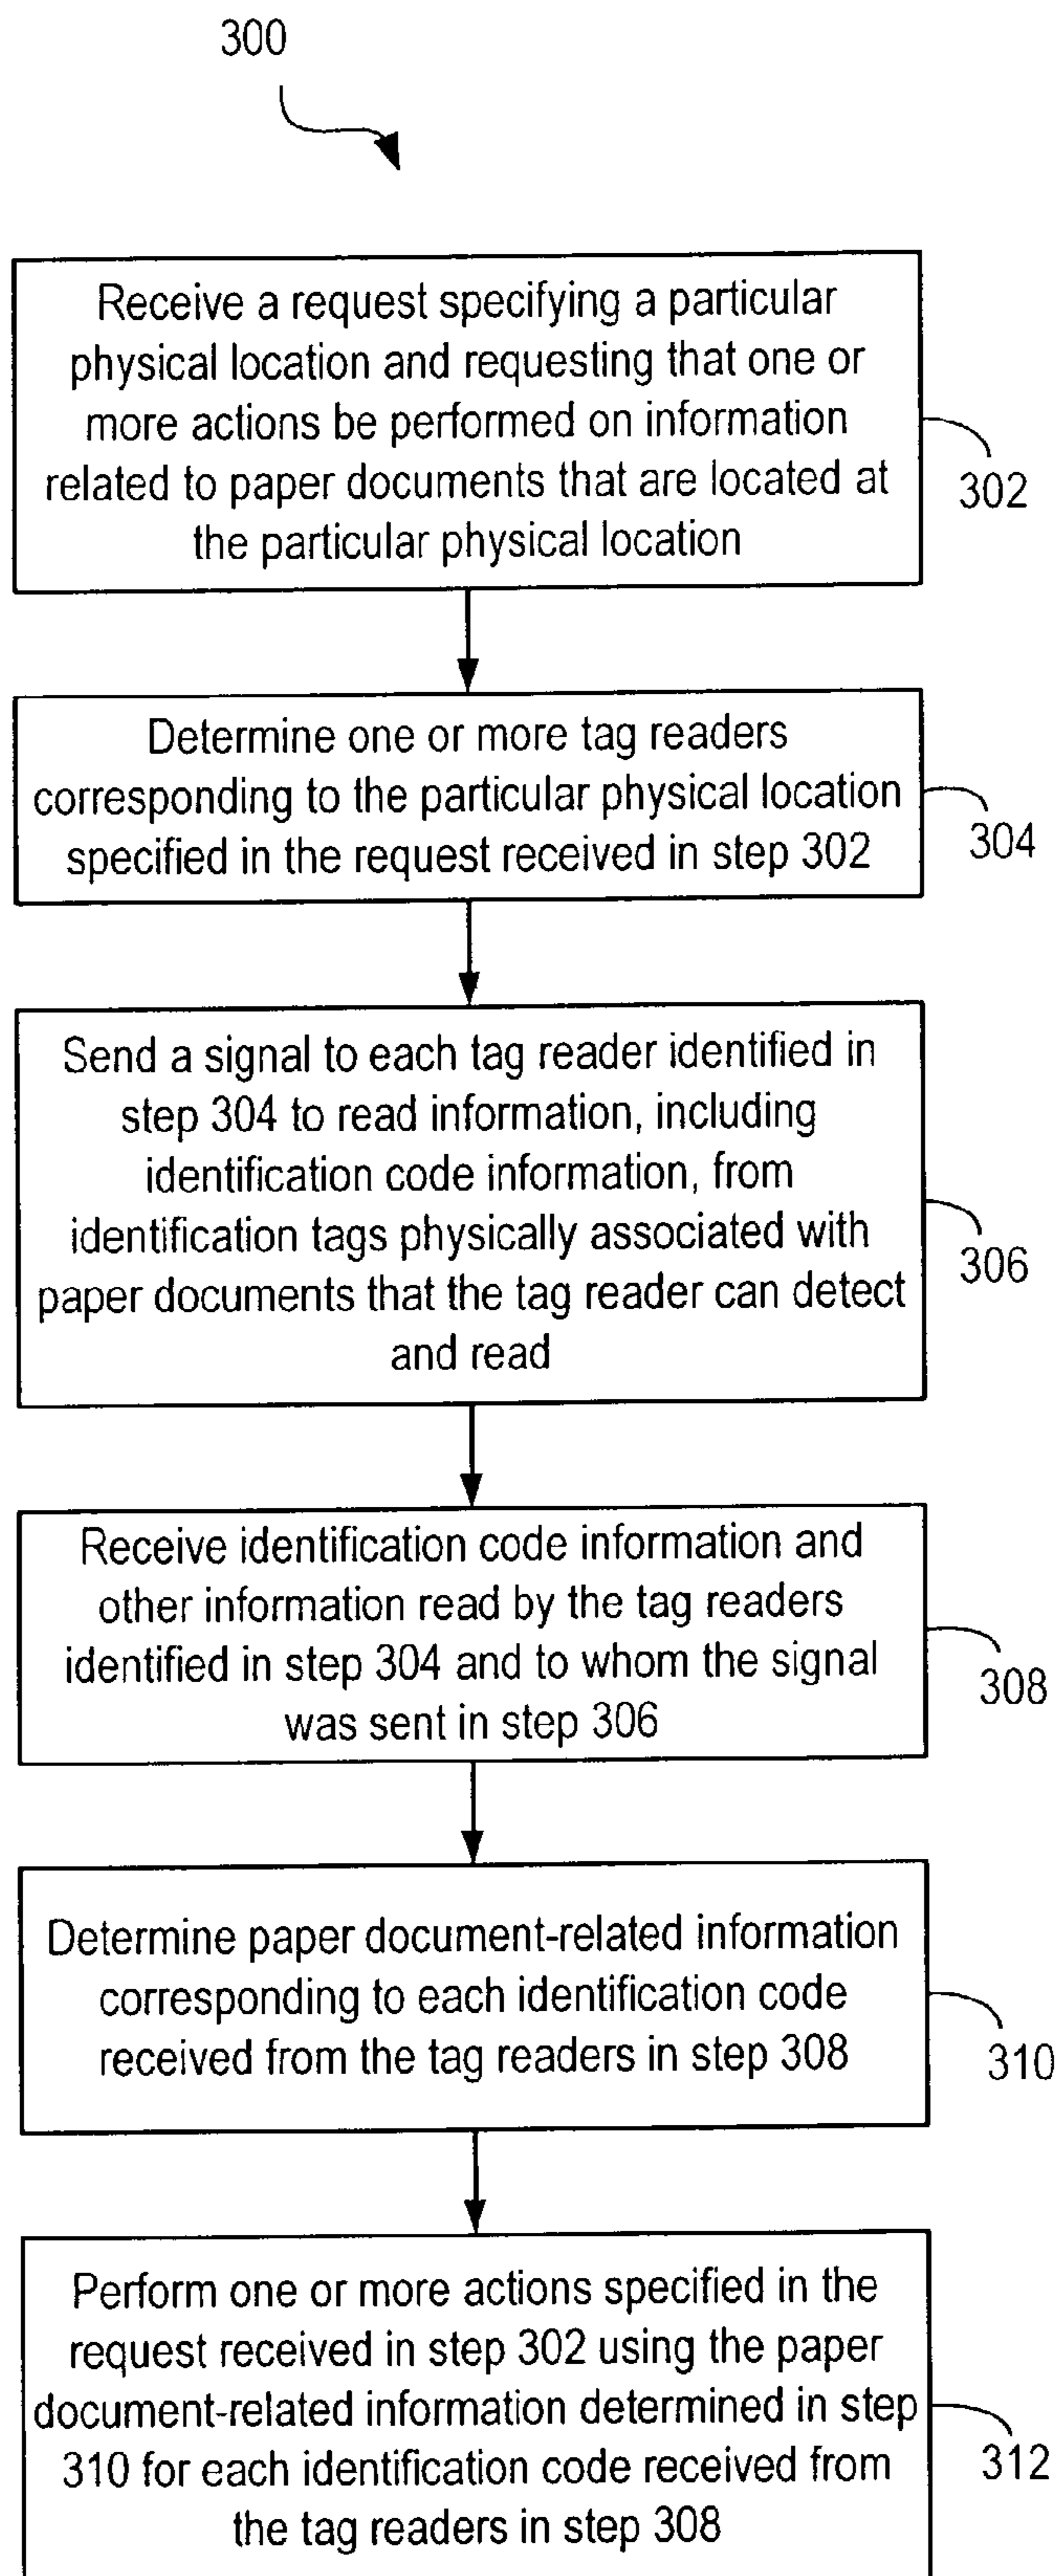 300
Receive a request specifying a particular
physical location and requesting that one or
more actions be performed on information
related to paper documents that are located at
the particular physical location
302
Determine one or more tag readers
corresponding to the particular physical location
specified in the request received in step 302
304
Send a signal to each tag reader identified in
step 304 to read information, including
identification code information, from
identification tags physically associated with
paper documents that the tag reader can detect
and read
306
Receive identification code information and
other information read by the tag readers
identified in step 304 and to whom the signal
was sent in step 306
308
Determine paper document-related information
corresponding to each identification code
received from the tag readers in step 308
310
Perform one or more actions specified in the
request received in step 302 using the paper
document-related information determined in step
310 for each identification code received from
the tag readers in step 308
312